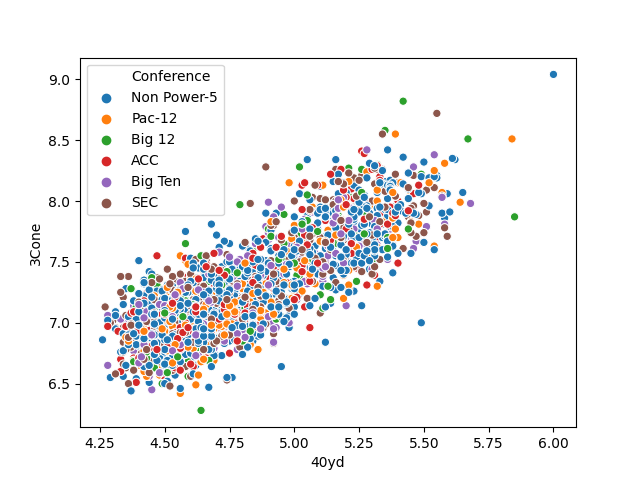 Conference
Non Power-5
Pac-12
Big 12
ACC
Big Ten
SEC
3Cone
9.0
8.5
8.0
7.5
7.0
6.5
4.25 4.50 4.75 5.00 5.25 5.50 5.75 6.00
40yd